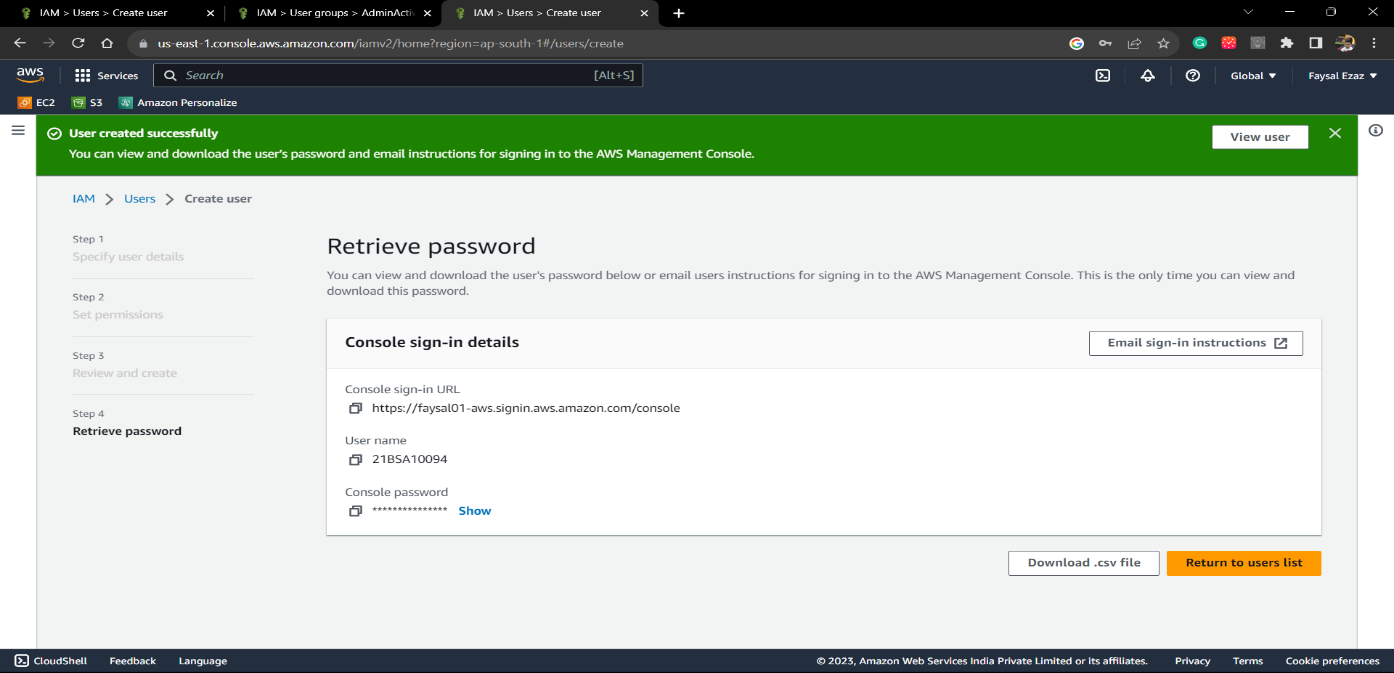 IAM > Users > Create user
IAM > User groups > AdminActiv
IAM > Users > Create user
us-east-1.console.aws.amazon.com/iamv2/home?region=ap-south-1#/users/create
aws
Services
Search
[Alt+S]
Global
Faysal Ezaz
EC2
S3
Amazon Personalize
User created successfully
You can view and download the user's password and email instructions for signing in to the AWS Management Console.
View user
IAM > Users > Create user
Step 1
Specify user details
Step 2
Set permissions
Step 3
Review and create
Step 4
Retrieve password
Retrieve password
You can view and download the user's password below or email users instructions for signing in to the AWS Management Console. This is the only time you can view and
download this password.
Console sign-in details
Email sign-in instructions
Console sign-in URL
https://faysal01-aws.signin.aws.amazon.com/console
User name
21BSA10094
Console password
*************** Show
Download .csv file
Return to users list
CloudShell
Feedback
Language
© 2023, Amazon Web Services India Private Limited or its affiliates.
Privacy
Terms
Cookie preferences